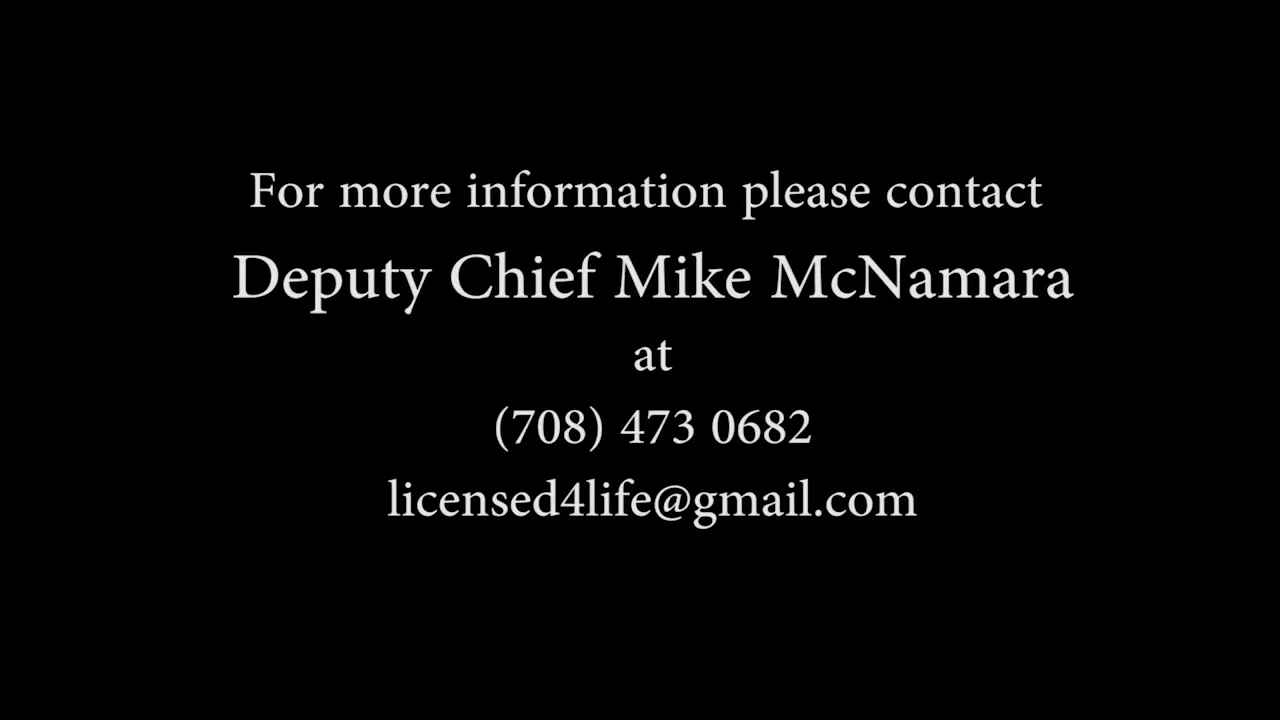 For more information please contact
Deputy Chief Mike McNamara
at
(708) 473 0682
licensed4life@gmail.com